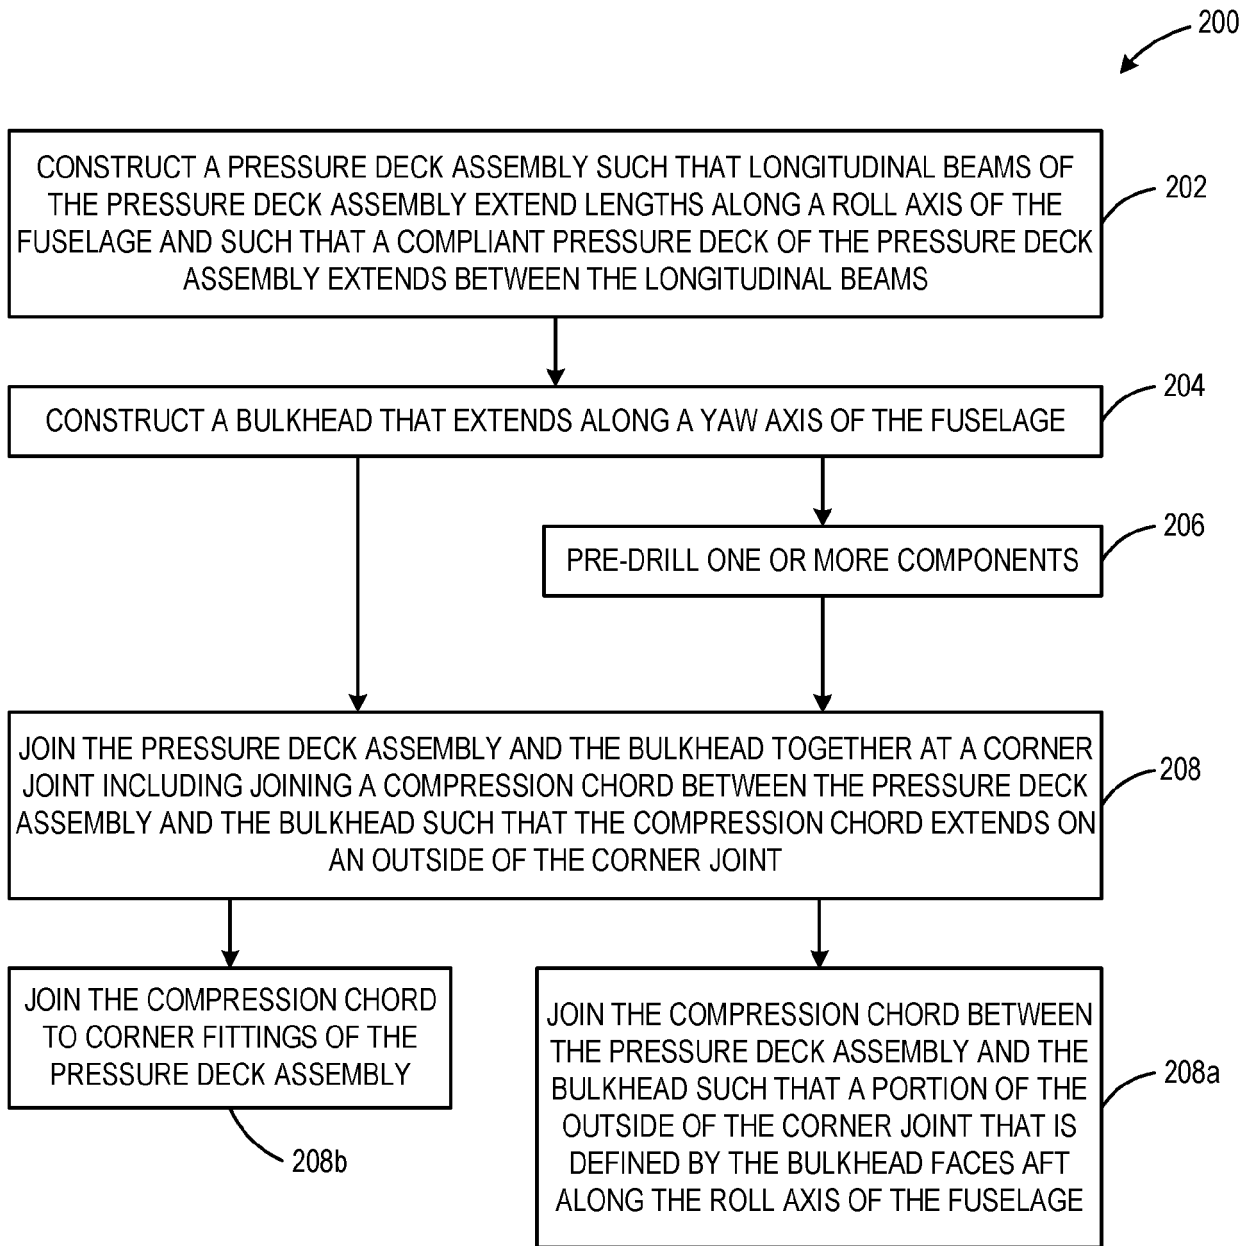 200
CONSTRUCT A PRESSURE DECK ASSEMBLY SUCH THAT LONGITUDINAL BEAMS OF
THE PRESSURE DECK ASSEMBLY EXTEND LENGTHS ALONG A ROLL AXIS OF THE
FUSELAGE AND SUCH THAT A COMPLIANT PRESSURE DECK OF THE PRESSURE DECK
ASSEMBLY EXTENDS BETWEEN THE LONGITUDINAL BEAMS
202
CONSTRUCT A BULKHEAD THAT EXTENDS ALONG A YAW AXIS OF THE FUSELAGE
204
PRE-DRILL ONE OR MORE COMPONENTS
206
JOIN THE PRESSURE DECK ASSEMBLY AND THE BULKHEAD TOGETHER AT A CORNER
JOINT INCLUDING JOINING A COMPRESSION CHORD BETWEEN THE PRESSURE DECK
ASSEMBLY AND THE BULKHEAD SUCH THAT THE COMPRESSION CHORD EXTENDS ON
AN OUTSIDE OF THE CORNER JOINT
208
JOIN THE COMPRESSION CHORD
TO CORNER FITTINGS OF THE
PRESSURE DECK ASSEMBLY
208b
JOIN THE COMPRESSION CHORD BETWEEN
THE PRESSURE DECK ASSEMBLY AND THE
BULKHEAD SUCH THAT A PORTION OF THE
OUTSIDE OF THE CORNER JOINT THAT IS
DEFINED BY THE BULKHEAD FACES AFT
ALONG THE ROLL AXIS OF THE FUSELAGE
208a